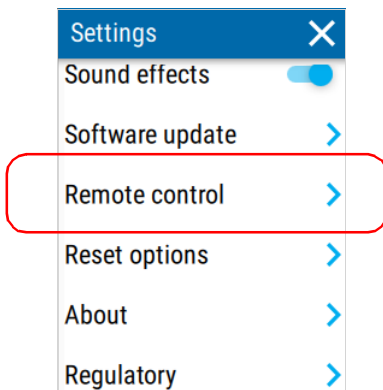 Settings
Sound effects
Software update
Remote control
Reset options
About
Regulatory